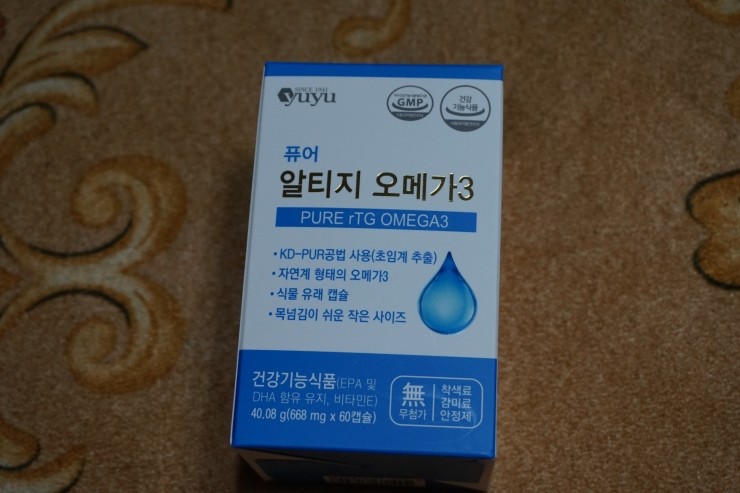 SINCE 1941
yuyu
GMP
건강
기능식품
퓨어
알티지 오메가3
PURE rTG OMEGA3
• KD-PUR공법 사용(초임계 추출)
• 자연계 형태의 오메가3
• 식물 유래 캡슐
• 목넘김이 쉬운 작은 사이즈
건강기능식품(EPA 및
DHA 함유 유지, 비타민E)
40.08 g(668 mg x 60캡슐)
無
무첨가
착색료
감미료
안정제